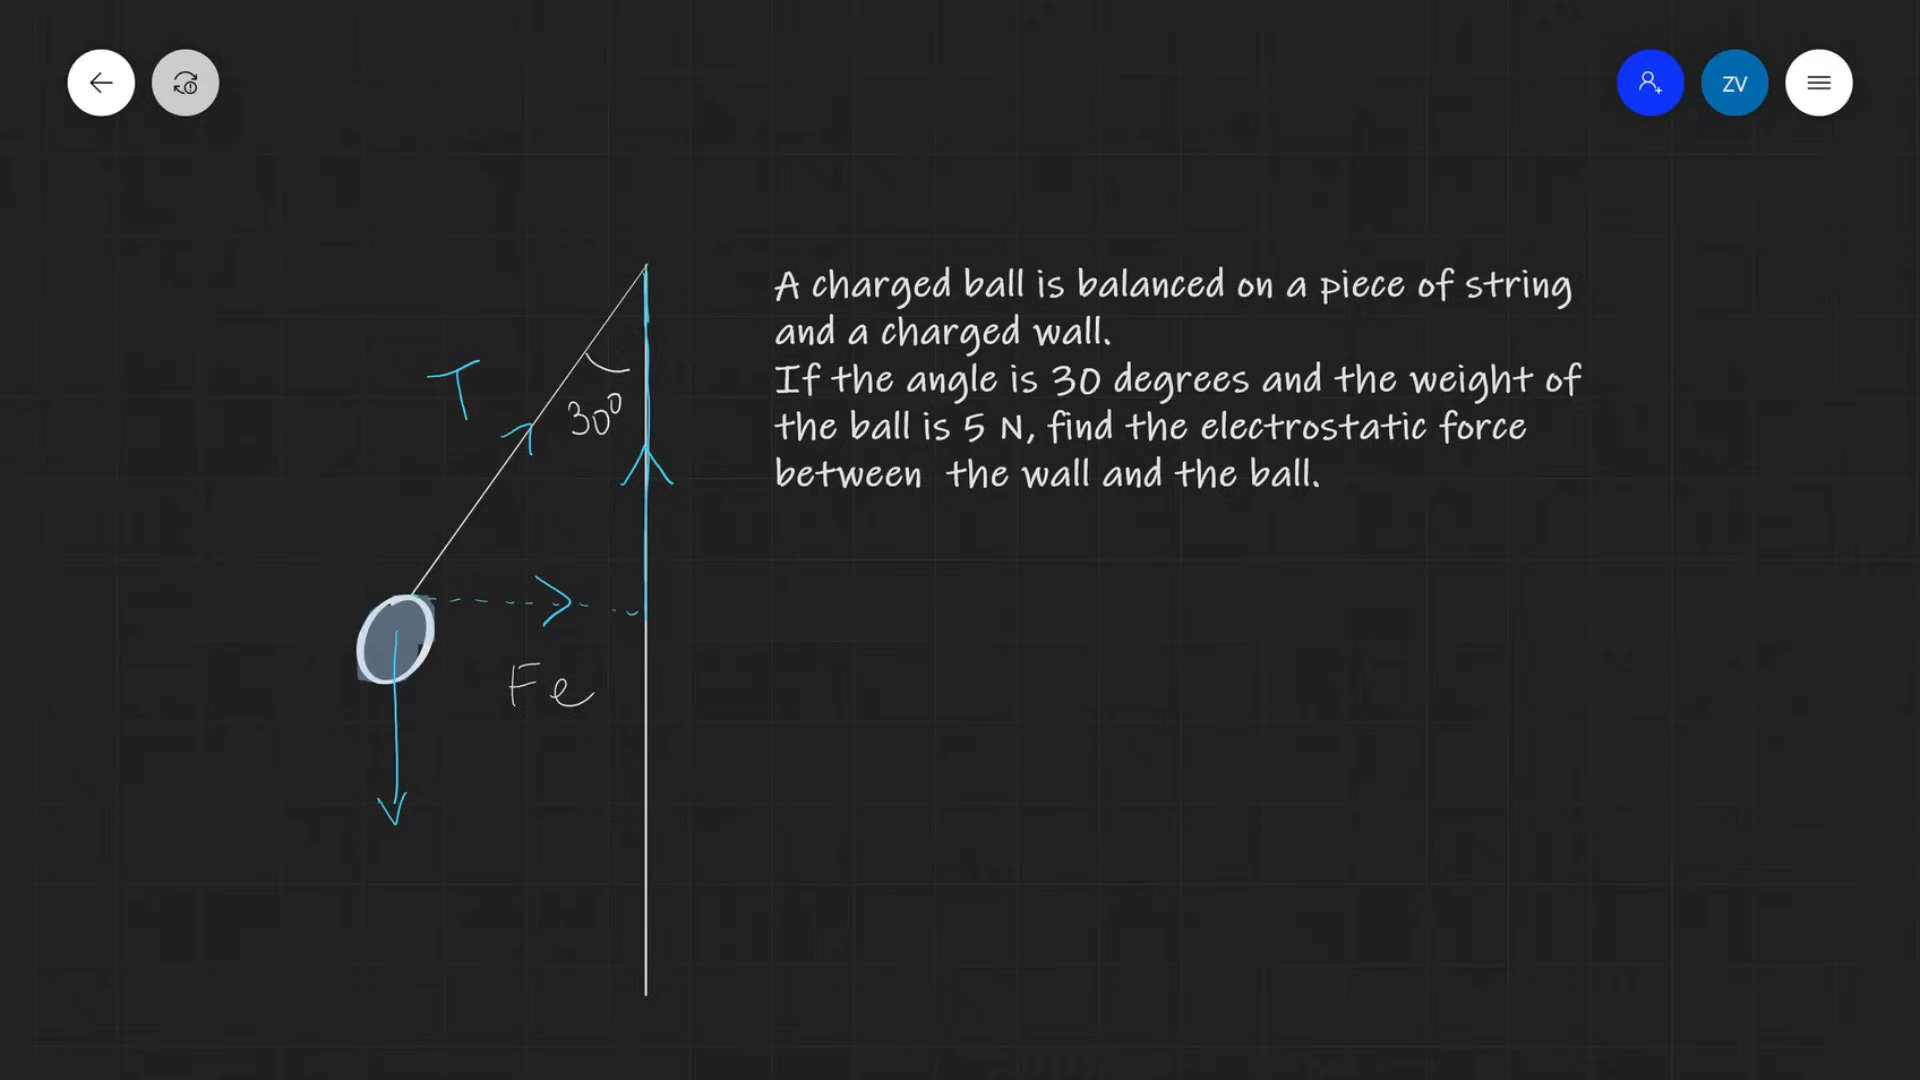 ZV
A charged ball is balanced on a piece of string
and a charged wall.
If the angle is 30 degrees and the weight of
the ball is 5 N, find the electrostatic force
between the wall and the ball.
T
30⁰
Fe